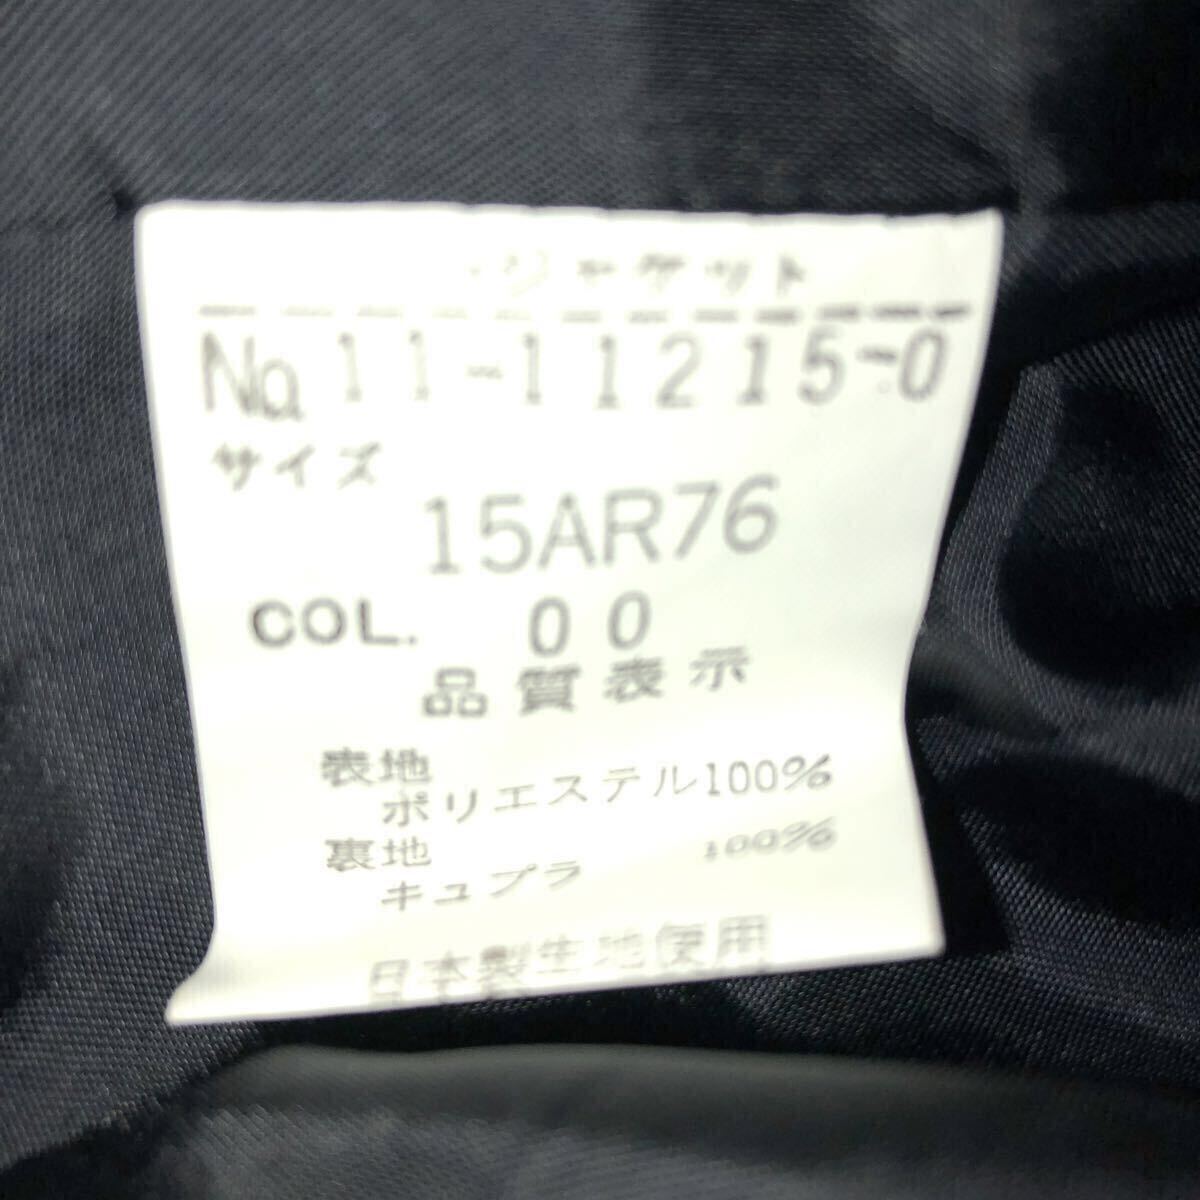 ジャケット
No. 11-11215-0
サイズ
15AR76
COL. 00
品質表示
表地
ポリエステル100%
裏地
キュプラ 100%
日本製生地使用